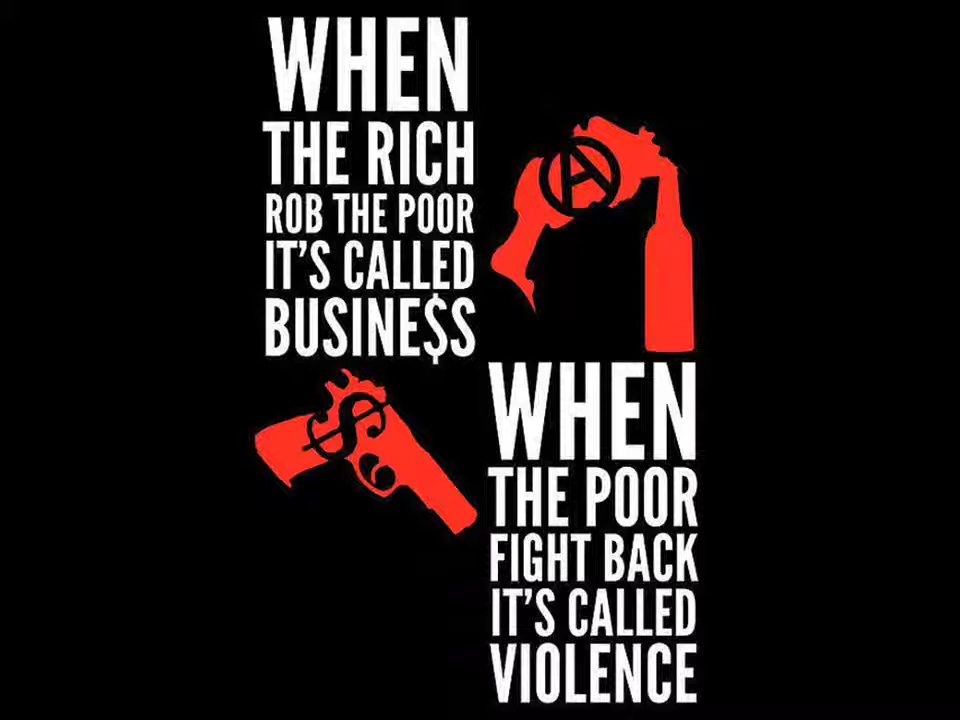 WHEN
THE RICH
ROB THE POOR
IT'S CALLED
BUSINE$S
WHEN
THE POOR
FIGHT BACK
IT'S CALLED
VIOLENCE